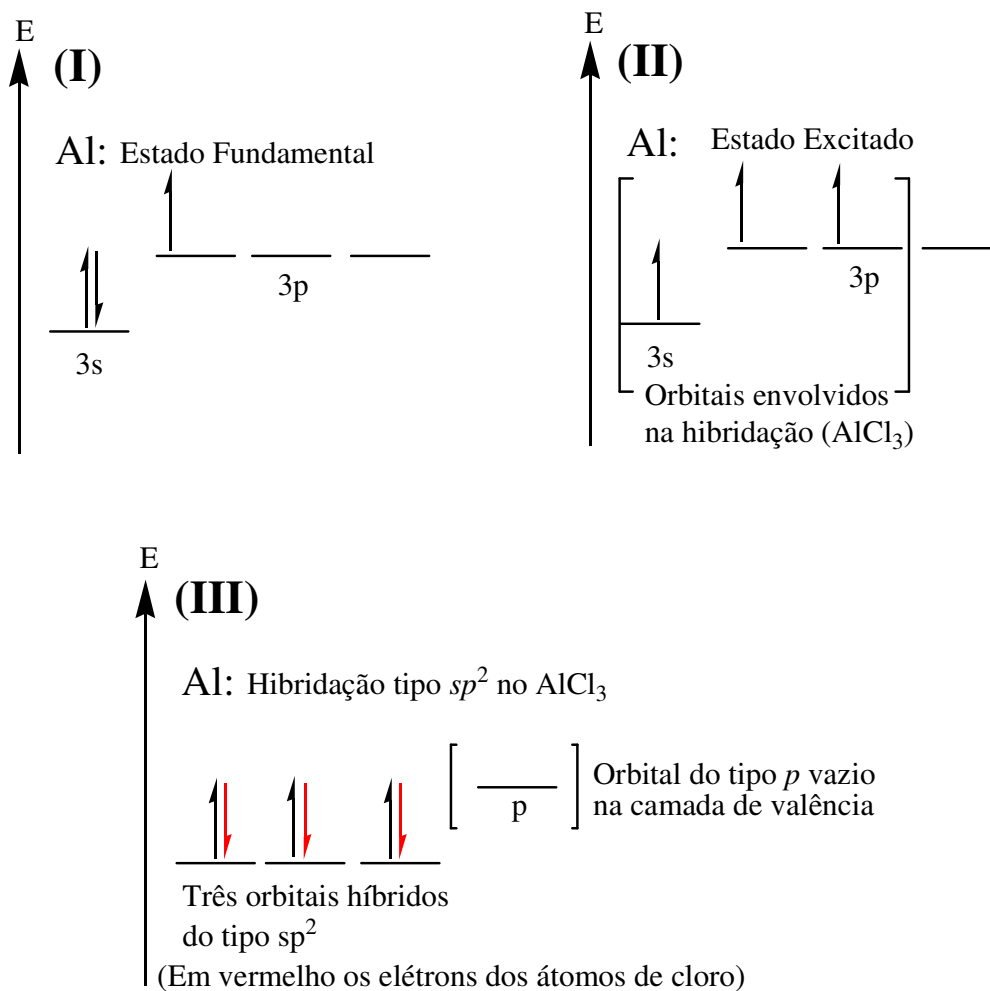 E
(I)
Al: Estado Fundamental
3p
3s
E
(II)
Al: Estado Excitado
3p
3s
Orbitais envolvidos
na hibridação (AlCl₃)
E
(III)
Al: Hibridação tipo sp² no AlCl₃
p
Orbital do tipo p vazio
na camada de valência
Três orbitais híbridos
do tipo sp²
(Em vermelho os elétrons dos átomos de cloro)